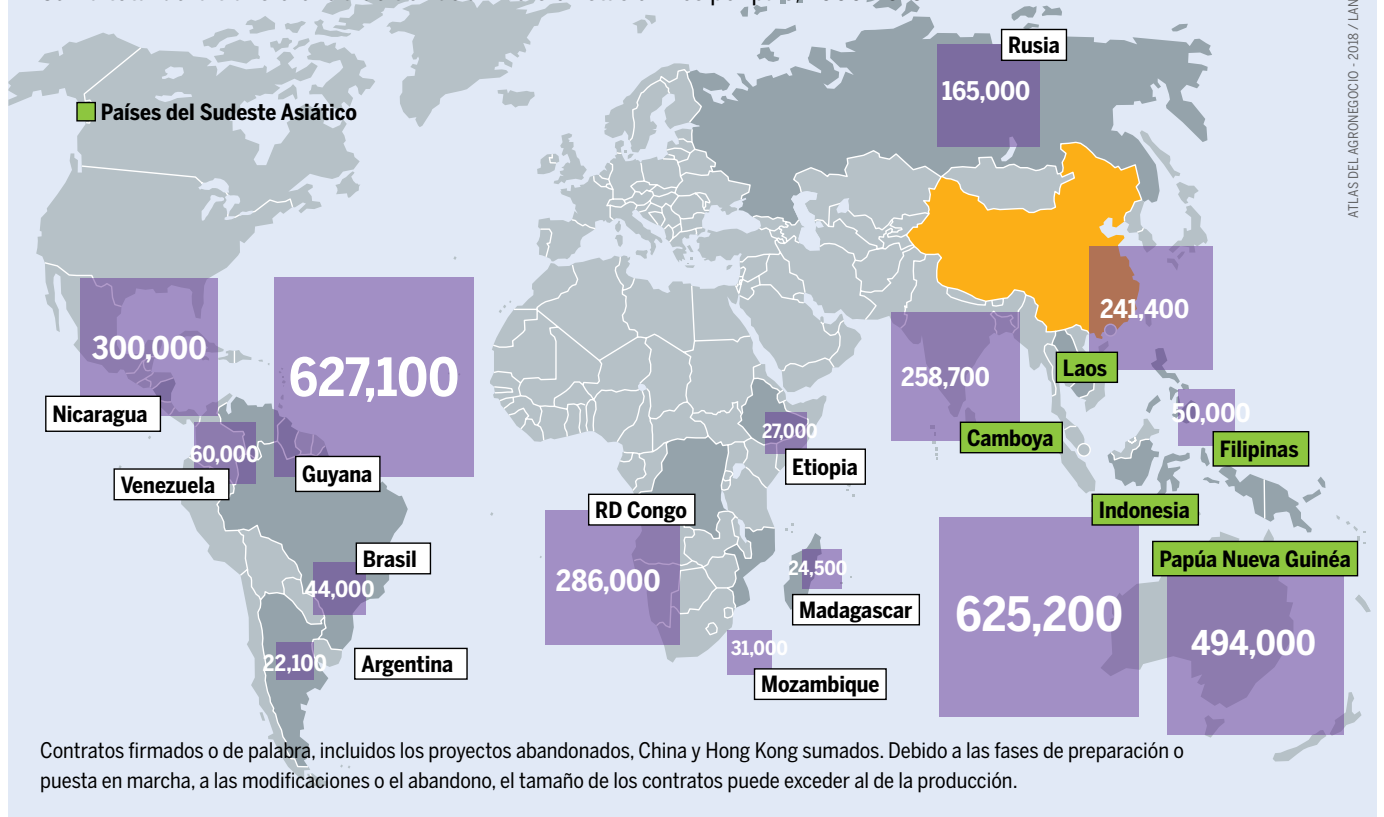 Rusia
165,000
Países del Sudeste Asiático
ATLAS DEL AGRONEGOCIO - 2018 / LAN
241,400
Laos
300,000
627,100
258,700
50,000
Nicaragua
27,000
Camboya
Filipinas
60,000
Venezuela
Guyana
Etiopia
RD Congo
Indonesia
Brasil
Papúa Nueva Guinéa
44,000
286,000
24,500
Madagascar
625,200
494,000
22,100
Argentina
31,000
Mozambique
Contratos firmados o de palabra, incluidos los proyectos abandonados, China y Hong Kong sumados. Debido a las fases de preparación o
puesta en marcha, a las modificaciones o el abandono, el tamaño de los contratos puede exceder al de la producción.